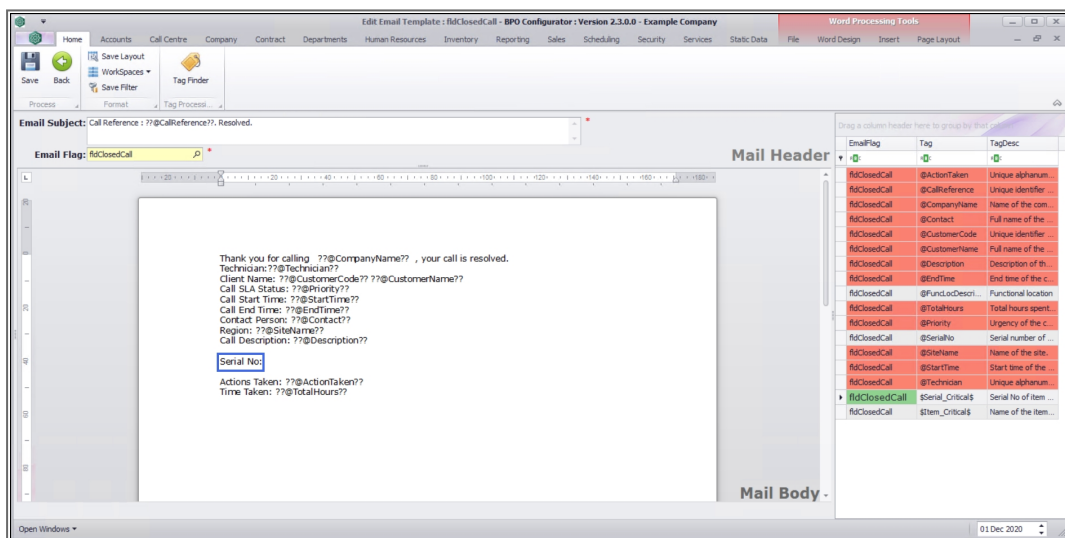 Edit Email Template : fldClosedCall - BPO Configurator : Version 2.3.0.0 - Example Company
Word Processing Tools
Home Accounts Call Centre Company Contract Departments Human Resources Inventory Reporting Sales Scheduling Security Services Static Data File Word Design Insert Page Layout
Save
Back
Save Layout
WorkSpaces
Save Filter
Tag Finder
Process
Format
Tag Processi...
Email Subject: Call Reference : ??@CallReference??. Resolved. *
Email Flag: fldClosedCall *
Mail Header
Thank you for calling ??@CompanyName?? , your call is resolved.
Technician:??@Technician??
Client Name: ??@CustomerCode?? ??@CustomerName??
Call SLA Status: ??@Priority??
Call Start Time: ??@StartTime??
Call End Time: ??@EndTime??
Contact Person: ??@Contact??
Region: ??@SiteName??
Call Description: ??@Description??
Serial No:
Actions Taken: ??@ActionTaken??
Time Taken: ??@TotalHours??
Mail Body
Drag a column header here to group by that
EmailFlag Tag TagDesc
fldClosedCall @ActionTaken Unique alphanum...
fldClosedCall @CallReference Unique identifier ...
fldClosedCall @CompanyName Name of the com...
fldClosedCall @Contact Full name of the ...
fldClosedCall @CustomerCode Unique identifier ...
fldClosedCall @CustomerName Full name of the ...
fldClosedCall @Description Description of th...
fldClosedCall @EndTime End time of the c...
fldClosedCall @FuncLocDescri... Functional location
fldClosedCall @TotalHours Total hours spent...
fldClosedCall @Priority Urgency of the c...
fldClosedCall @SerialNo Serial number of ...
fldClosedCall @SiteName Name of the site.
fldClosedCall @StartTime Start time of the ...
fldClosedCall @Technician Unique alphanum...
fldClosedCall $Serial_Critical$ Serial No of item ...
fldClosedCall $Item_Critical$ Name of the item...
Open Windows
01 Dec 2020